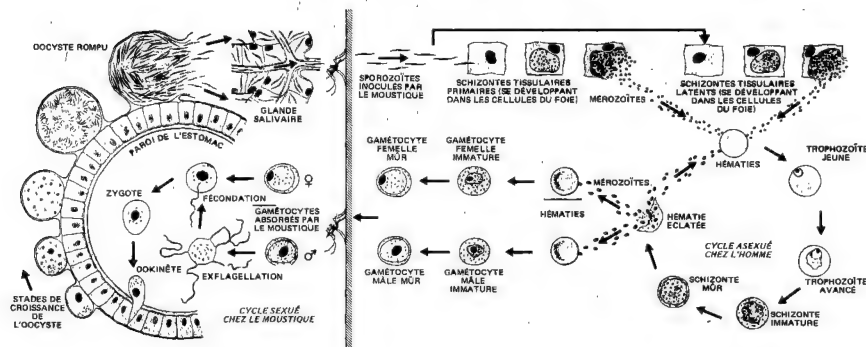 OOCYSTE ROMPU
GLANDE
SALIVAIRE
PAROI DE L'ESTOMAC
ZYGOTE
FÉCONDATION
♀
GAMÉTOCYTES
ABSORBÉS PAR
LE MOUSTIQUE
♂
OOKINÈTE
EXFLAGELLATION
STADES DE
CROISSANCE
DE
L'OOCYSTE
CYCLE SEXUÉ
CHEZ LE MOUSTIQUE
SPOROZOÏTES
INOCULÉS PAR
LE MOUSTIQUE
SCHIZONTES TISSULAIRES
PRIMAIRES (SE DÉVELOPPANT
DANS LES CELLULES DU FOIE)
MÉROZOÏTES
SCHIZONTES TISSULAIRES
LATENTS (SE DÉVELOPPANT
DANS LES CELLULES
DU FOIE)
GAMÉTOCYTE
FEMELLE
MÛR
GAMÉTOCYTE
FEMELLE
IMMATURE
MÉROZOÏTES
HÉMATIES
HÉMATIES
TROPHOZOÏTE
JEUNE
HÉMATIE
ECLATÉE
CYCLE ASEXUÉ
CHEZ L'HOMME
GAMÉTOCYTE
MÂLE MÛR
GAMÉTOCYTE
MÂLE
IMMATURE
SCHIZONTE
MÛR
TROPHOZOÏTE
AVANCÉ
SCHIZONTE
IMMATURE